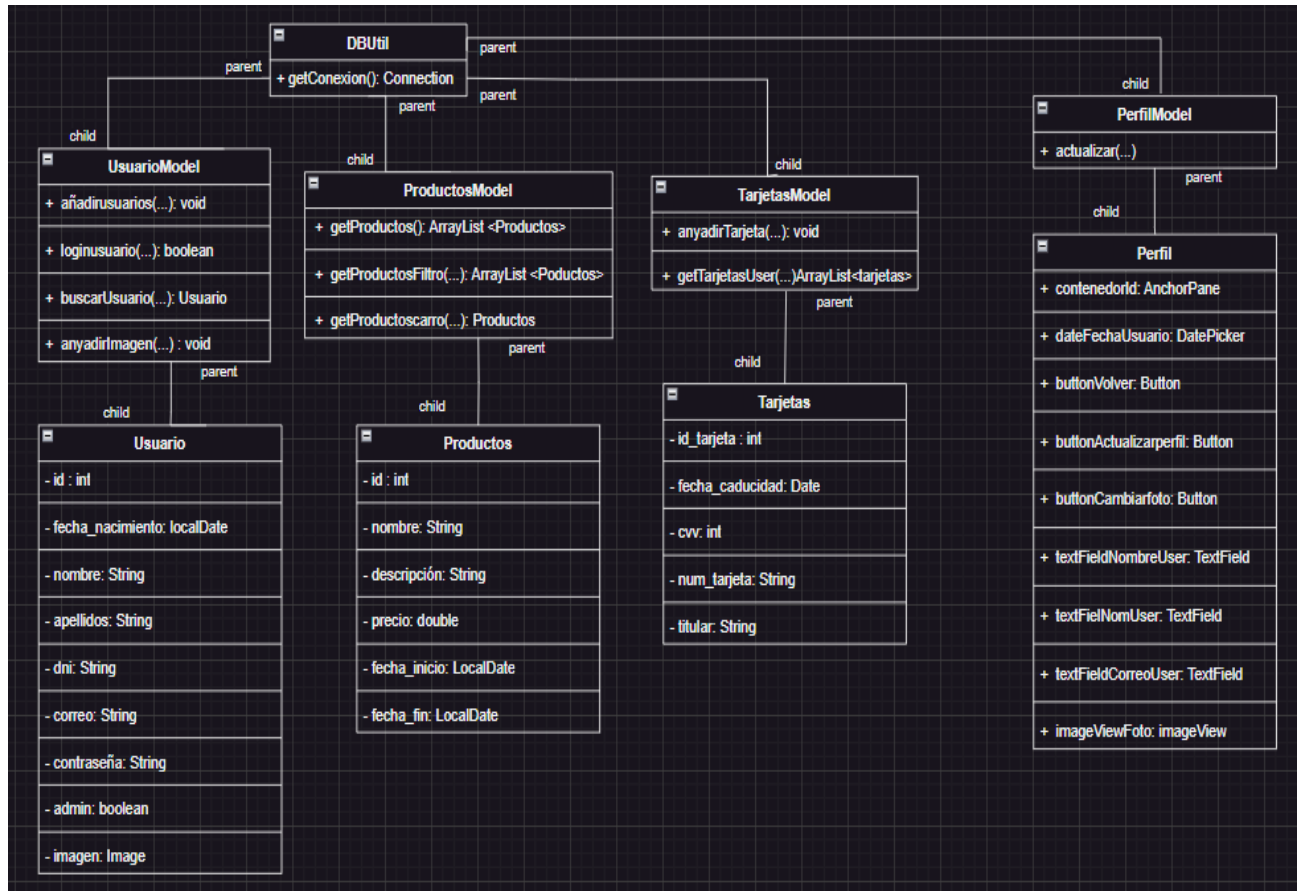 DBUtil
+ getConexion(): Connection
parent
parent
parent
parent
child
child
child
child
UsuarioModel
+ añadirusuarios(...): void
+ loginusuario(...): boolean
+ buscarUsuario(...): Usuario
+ anyadirImagen(...) : void
parent
child
ProductosModel
+ getProductos(): ArrayList <Productos>
+ getProductosFiltro(...): ArrayList <Poductos>
+ getProductoscarro(...): Productos
parent
child
TarjetasModel
+ anyadirTarjeta(...): void
+ getTarjetasUser(...)ArrayList<tarjetas>
parent
child
PerfilModel
+ actualizar(...)
parent
child
Usuario
- id : int
- fecha_nacimiento: localDate
- nombre: String
- apellidos: String
- dni: String
- correo: String
- contraseña: String
- admin: boolean
- imagen: Image
Productos
- id : int
- nombre: String
- descripción: String
- precio: double
- fecha_inicio: LocalDate
- fecha_fin: LocalDate
Tarjetas
- id_tarjeta : int
- fecha_caducidad: Date
- cvv: int
- num_tarjeta: String
- titular: String
Perfil
+ contenedorId: AnchorPane
+ dateFechaUsuario: DatePicker
+ buttonVolver: Button
+ buttonActualizarperfil: Button
+ buttonCambiarfoto: Button
+ textFieldNombreUser: TextField
+ textFielNomUser: TextField
+ textFieldCorreoUser: TextField
+ imageViewFoto: imageView